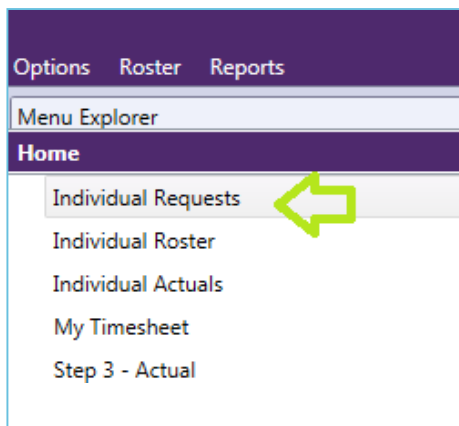 Options Roster Reports
Menu Explorer
Home
Individual Requests
Individual Roster
Individual Actuals
My Timesheet
Step 3 - Actual